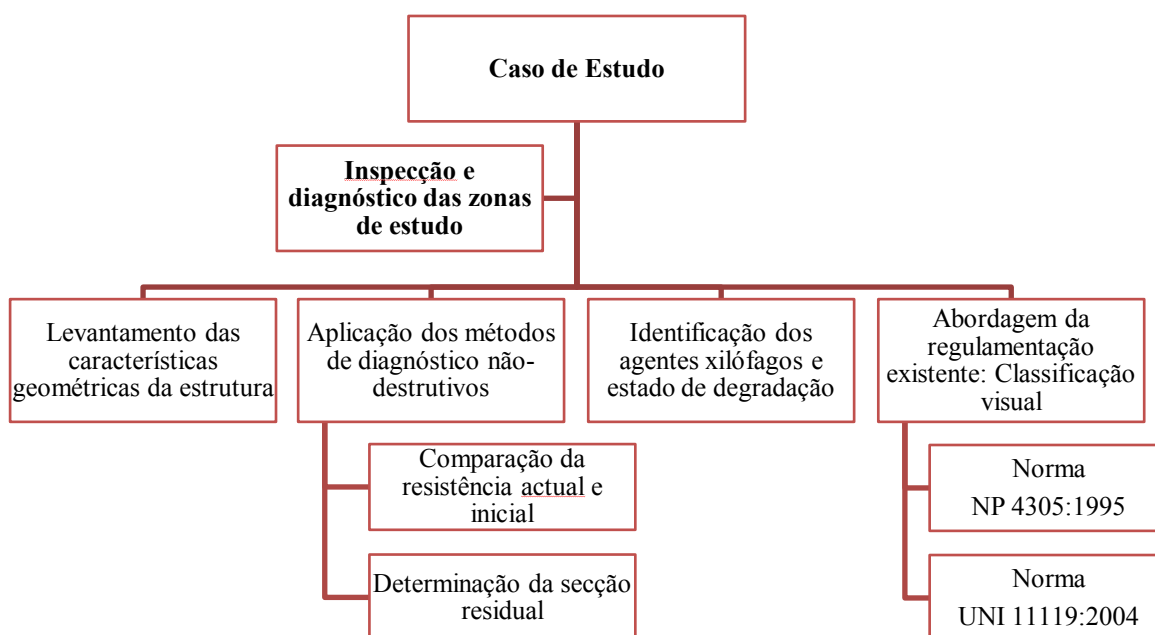 Caso de Estudo
Inspecção e
diagnóstico das zonas
de estudo
Levantamento das
características
geométricas da estrutura
Aplicação dos métodos
de diagnóstico não-
destrutivos
Comparação da
resistência actual e
inicial
Determinação da secção
residual
Identificação dos
agentes xilófagos e
estado de degradação
Abordagem da
regulamentação
existente: Classificação
visual
Norma
NP 4305:1995
Norma
UNI 11119:2004